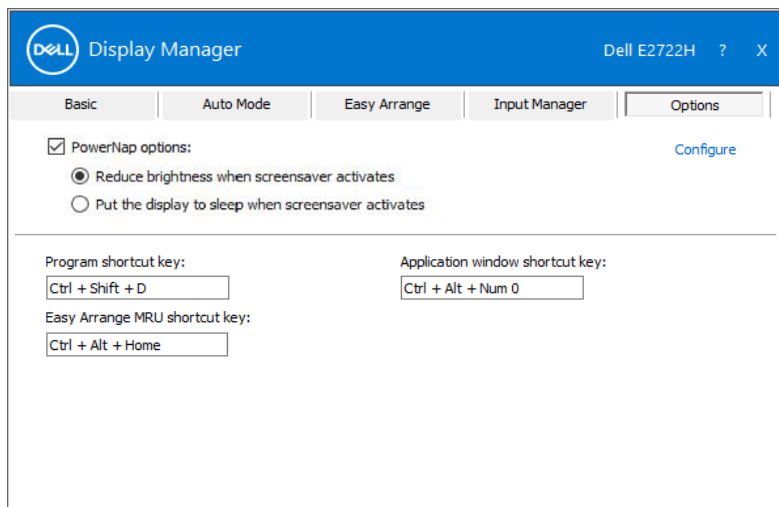 DELL Display Manager Dell E2722H ? X
Basic Auto Mode Easy Arrange Input Manager Options
PowerNap options: Configure
Reduce brightness when screensaver activates
Put the display to sleep when screensaver activates
Program shortcut key: Application window shortcut key:
Ctrl + Shift + D Ctrl + Alt + Num 0
Easy Arrange MRU shortcut key:
Ctrl + Alt + Home